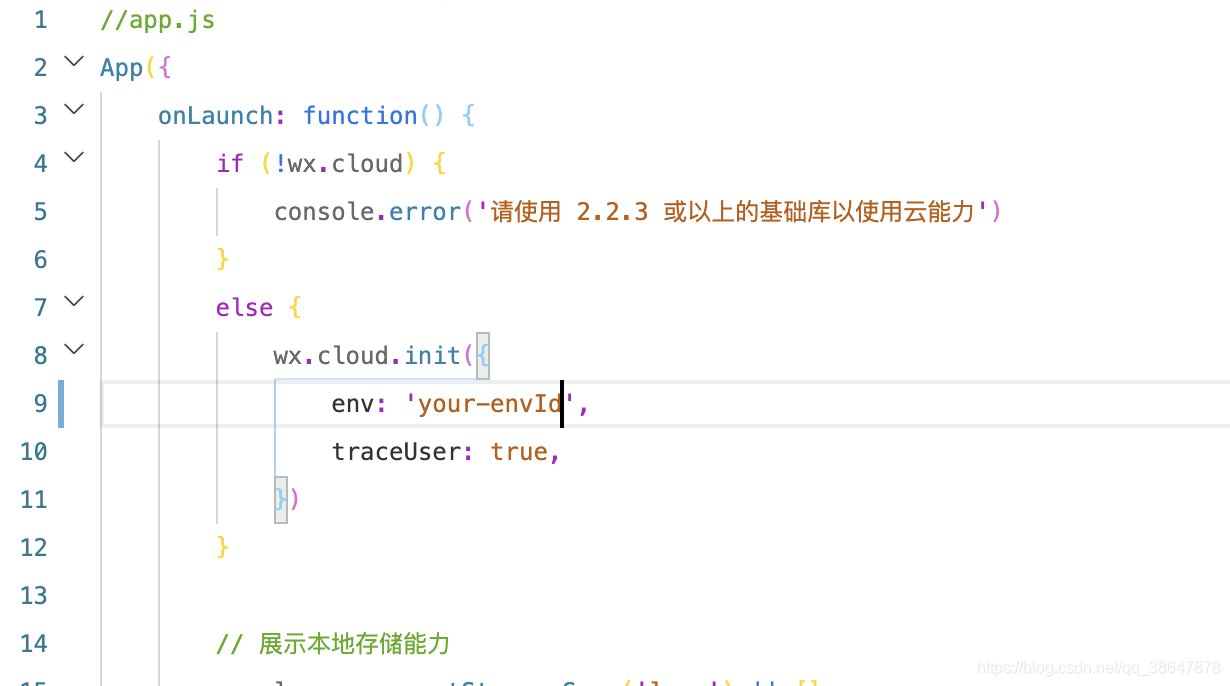 1 //app.js
2 App({
3 onLaunch: function() {
4 if (!wx.cloud) {
5 console.error('请使用 2.2.3 或以上的基础库以使用云能力')
6 }
7 else {
8 wx.cloud.init({
9 env: 'your-envId',
10 traceUser: true,
11 })
12 }
13
14 // 展示本地存储能力
https://blog.csdn.net/qq_38647878